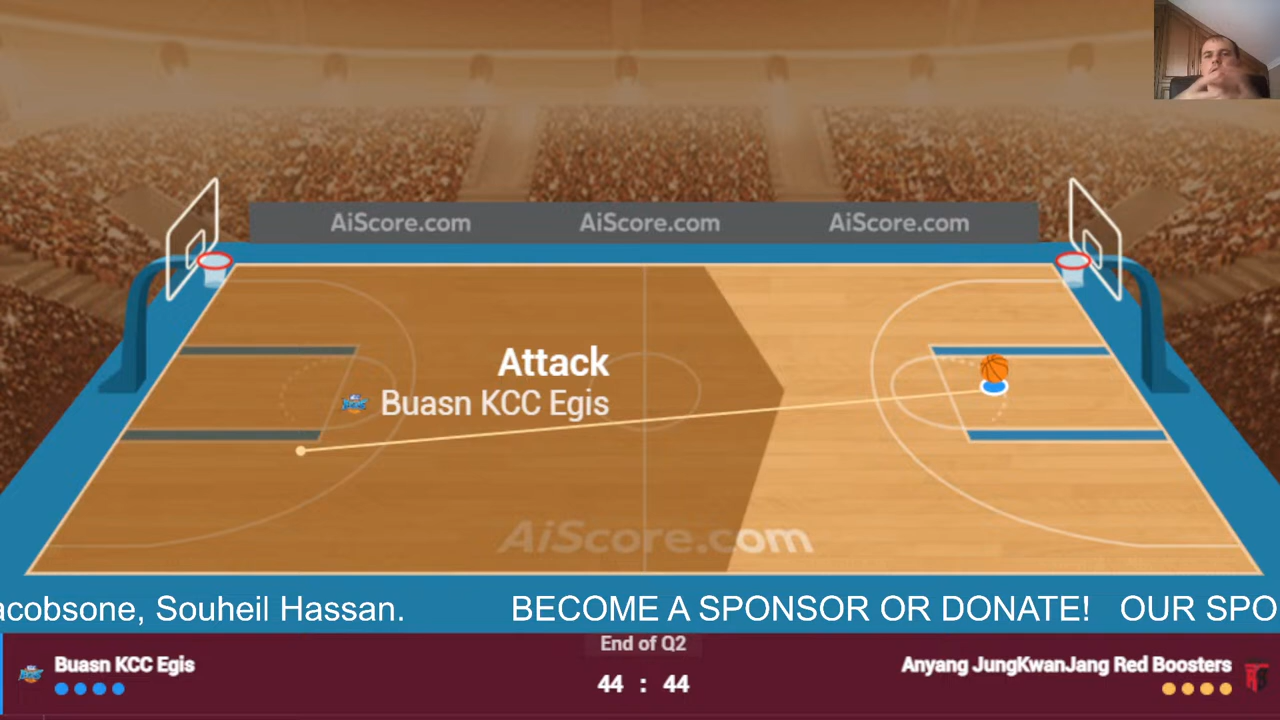 AiScore.com AiScore.com AiScore.com
Attack
Buasn KCC Egis
AiScore.com
acobsone, Souheil Hassan. BECOME A SPONSOR OR DONATE! OUR SPO
End of Q2
Buasn KCC Egis
44 : 44
Anyang JungKwanJang Red Boosters